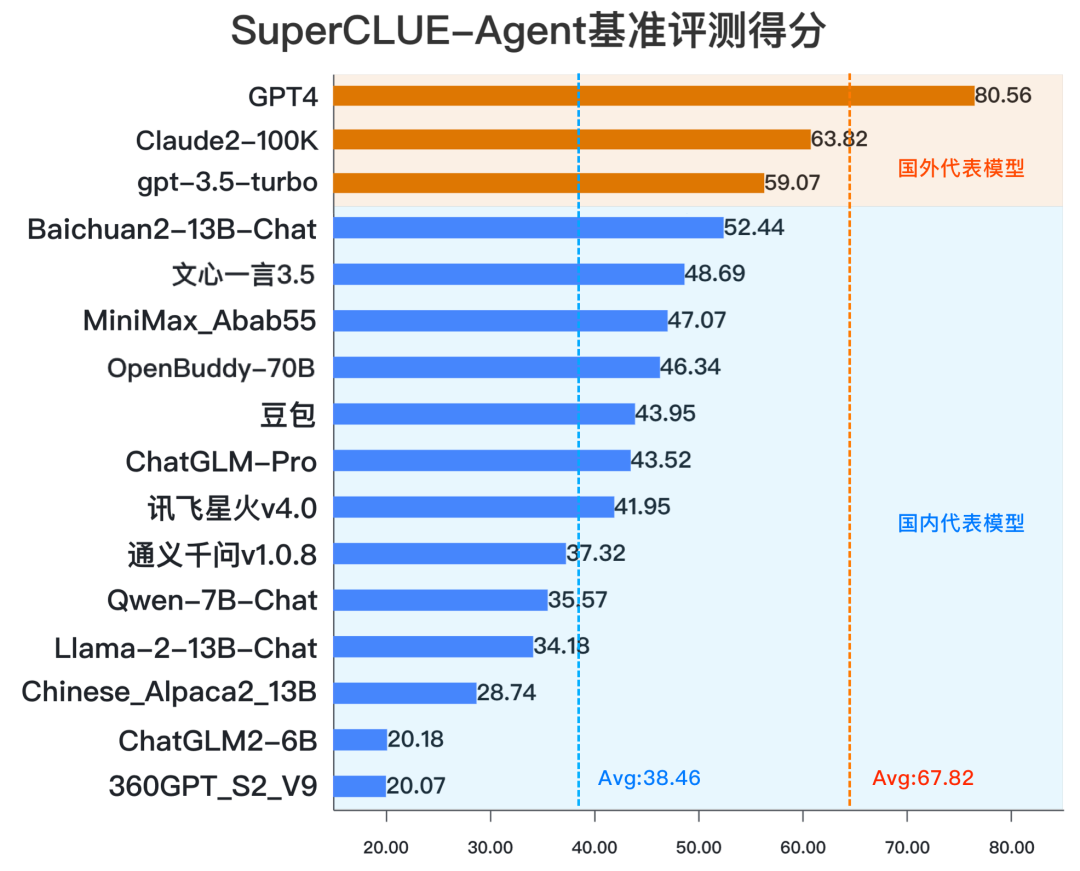 SuperCLUE-Agent基准评测得分
GPT4 80.56
Claude2-100K 63.82
国外代表模型
gpt-3.5-turbo 59.07
Baichuan2-13B-Chat 52.44
文心一言3.5 48.69
MiniMax_Abab55 47.07
OpenBuddy-70B 46.34
豆包 43.95
ChatGLM-Pro 43.52
讯飞星火v4.0 41.95
国内代表模型
通义千问v1.0.8 37.32
Qwen-7B-Chat 35.57
Llama-2-13B-Chat 34.18
Chinese_Alpaca2_13B 28.74
ChatGLM2-6B 20.18
360GPT_S2_V9 20.07
Avg:38.46 Avg:67.82
20.00 30.00 40.00 50.00 60.00 70.00 80.00